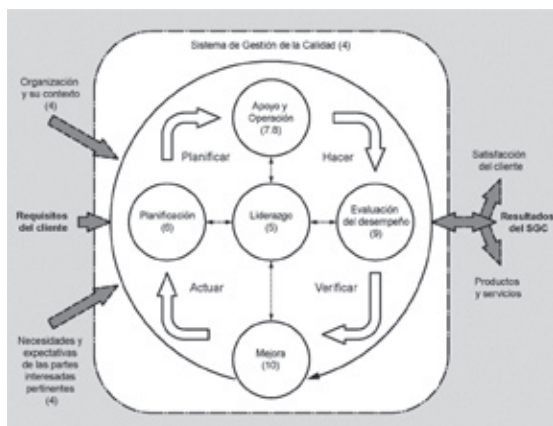 Sistema de Gestión de la Calidad (4)
Organización
y su contexto
(4)
Apoyo y
Operación
(7.8)
Planificar
Hacer
Satisfacción
del cliente
Requisitos
del cliente
Planificación
(6)
Liderazgo
(5)
Evaluación
del desempeño
(9)
Resultados
del SGC
Actuar
Verificar
Productos
y servicios
Necesidades y
expectativas
de las partes
interesadas
pertinentes
(4)
Mejora
(10)